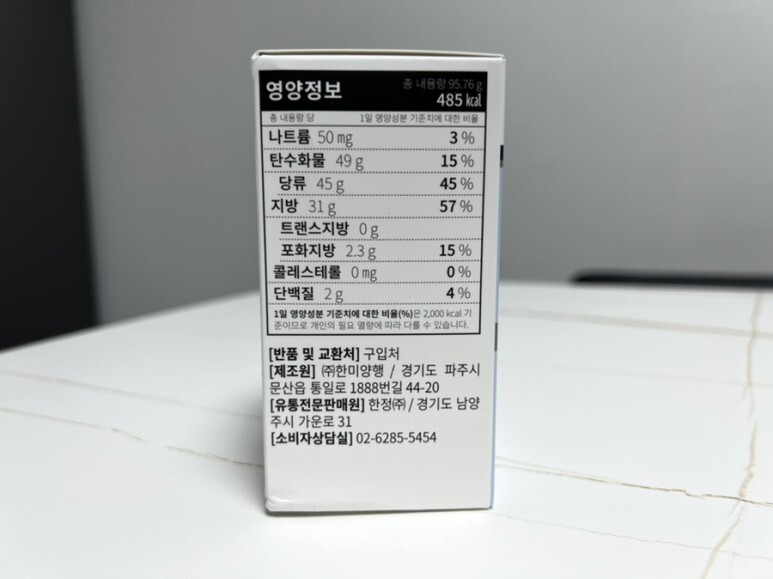 영양정보
총 내용량 95.76 g
485 kcal
총 내용량 당 1일 영양성분 기준치에 대한 비율
나트륨 50 mg 3 %
탄수화물 49 g 15 %
당류 45 g 45 %
지방 31 g 57 %
트랜스지방 0 g
포화지방 2.3 g 15 %
콜레스테롤 0 mg 0 %
단백질 2 g 4 %
1일 영양성분 기준치에 대한 비율(%)은 2,000 kcal 기
준이므로 개인의 필요 열량에 따라 다를 수 있습니다.
[반품 및 교환처] 구입처
[제조원] ㈜한미양행 / 경기도 파주시
문산읍 통일로 1888번길 44-20
[유통전문판매원] 한정㈜ / 경기도 남양
주시 가운로 31
[소비자상담실] 02-6285-5454